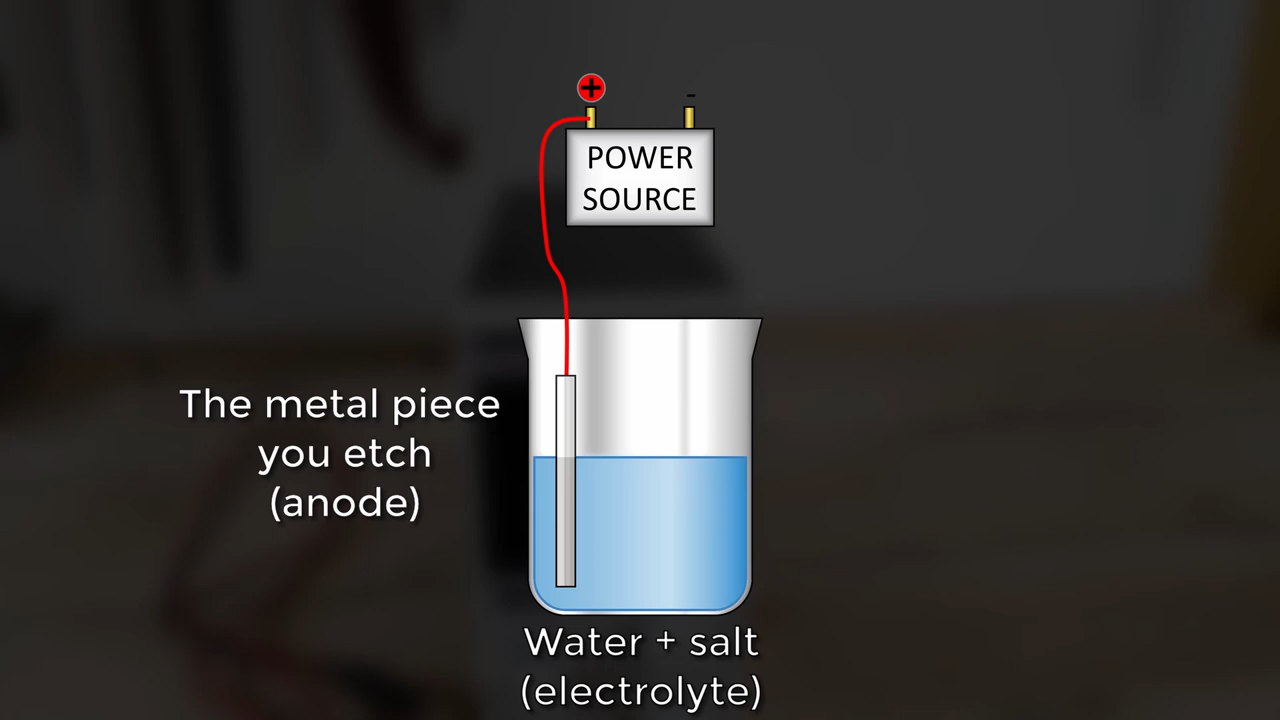 + -
POWER
SOURCE
The metal piece
you etch
(anode)
Water + salt
(electrolyte)